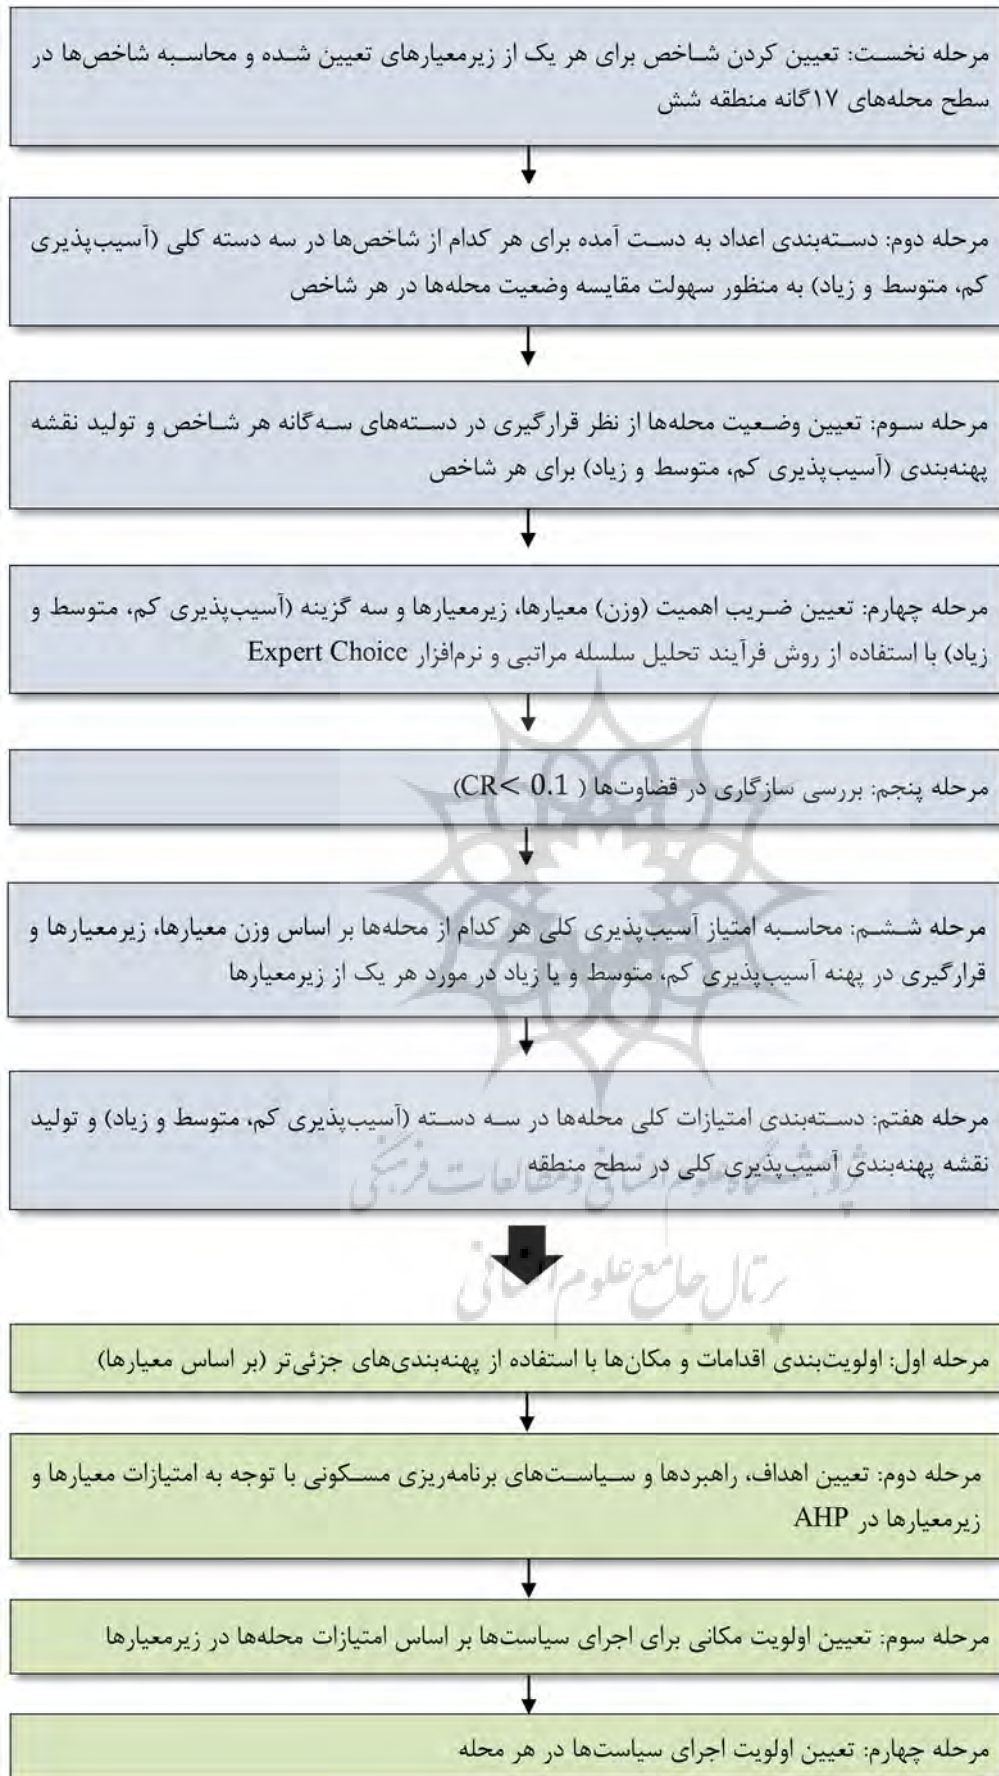 مرحله نخست: تعیین کردن شاخص برای هر یک از زیرمعیارهای تعیین شده و محاسبه شاخص‌ها در
سطح محله‌های ۱۷گانه منطقه شش
مرحله دوم: دسته‌بندی اعداد به دست آمده برای هر کدام از شاخص‌ها در سه دسته کلی (آسیب‌پذیری
کم، متوسط و زیاد) به منظور سهولت مقایسه وضعیت محله‌ها در هر شاخص
مرحله سوم: تعیین وضعیت محله‌ها از نظر قرارگیری در دسته‌های سه‌گانه هر شاخص و تولید نقشه
پهنه‌بندی (آسیب‌پذیری کم، متوسط و زیاد) برای هر شاخص
مرحله چهارم: تعیین ضریب اهمیت (وزن) معیارها، زیرمعیارها و سه گزینه (آسیب‌پذیری کم، متوسط و
زیاد) با استفاده از روش فرآیند تحلیل سلسله مراتبی و نرم‌افزار Expert Choice
مرحله پنجم: بررسی سازگاری در قضاوت‌ها (CR< 0.1)
مرحله ششم: محاسبه امتیاز آسیب‌پذیری کلی هر کدام از محله‌ها بر اساس وزن معیارها، زیرمعیارها و
قرارگیری در پهنه آسیب‌پذیری کم، متوسط و یا زیاد در مورد هر یک از زیرمعیارها
مرحله هفتم: دسته‌بندی امتیازات کلی محله‌ها در سه دسته (آسیب‌پذیری کم، متوسط و زیاد) و تولید
نقشه پهنه‌بندی آسیب‌پذیری کلی در سطح منطقه
پژوهشگاه علوم انسانی و مطالعات فرهنگی
پرتال جامع علوم انسانی
مرحله اول: اولویت‌بندی اقدامات و مکان‌ها با استفاده از پهنه‌بندی‌های جزئی‌تر (بر اساس معیارها)
مرحله دوم: تعیین اهداف، راهبردها و سیاست‌های برنامه‌ریزی مسکونی با توجه به امتیازات معیارها و
زیرمعیارها در AHP
مرحله سوم: تعیین اولویت مکانی برای اجرای سیاست‌ها بر اساس امتیازات محله‌ها در زیرمعیارها
مرحله چهارم: تعیین اولویت اجرای سیاست‌ها در هر محله